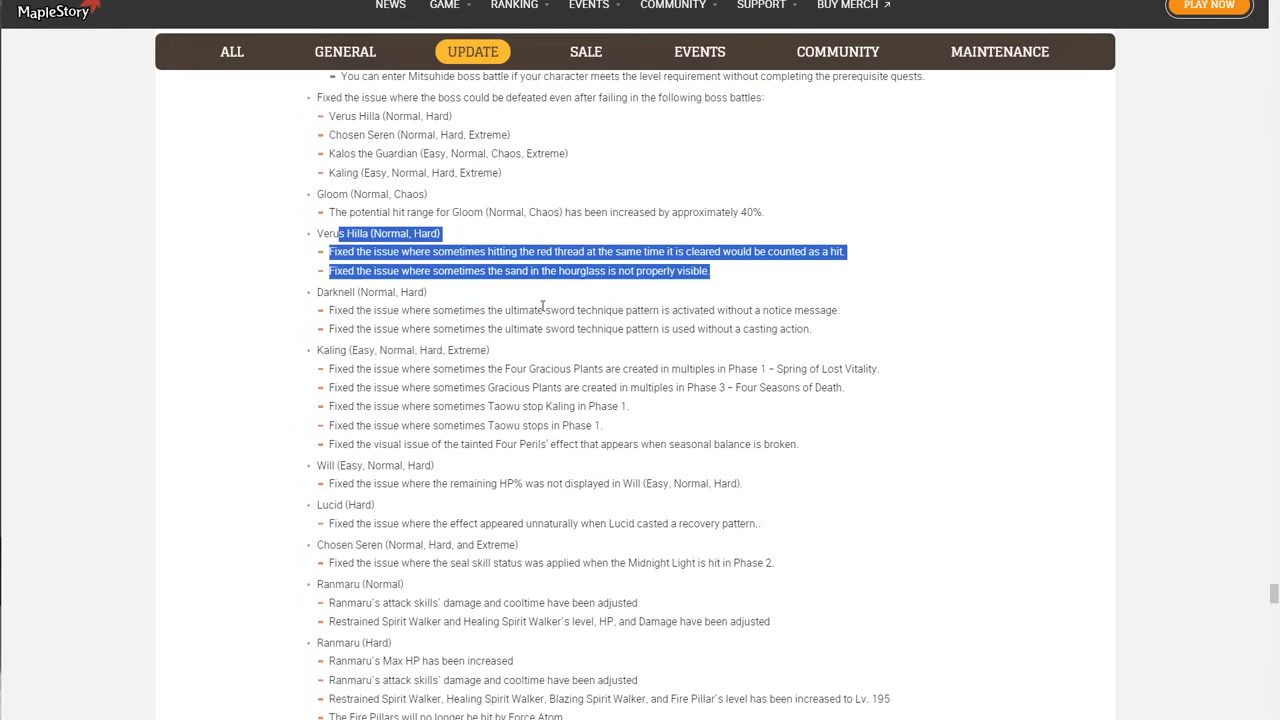 MapleStory
NEWS GAME RANKING EVENTS COMMUNITY SUPPORT BUY MERCH PLAY NOW
ALL GENERAL UPDATE SALE EVENTS COMMUNITY MAINTENANCE
You can enter Mitsuhide boss battle if your character meets the level requirement without completing the prerequisite quests.
Fixed the issue where the boss could be defeated even after failing in the following boss battles:
Verus Hilla (Normal, Hard)
Chosen Seren (Normal, Hard, Extreme)
Kalos the Guardian (Easy, Normal, Chaos, Extreme)
Kaling (Easy, Normal, Hard, Extreme)
Gloom (Normal, Chaos)
The potential hit range for Gloom (Normal, Chaos) has been increased by approximately 40%.
Verus Hilla (Normal, Hard)
Fixed the issue where sometimes hitting the red thread at the same time it is cleared would be counted as a hit.
Fixed the issue where sometimes the sand in the hourglass is not properly visible.
Darknell (Normal, Hard)
Fixed the issue where sometimes the ultimate sword technique pattern is activated without a notice message.
Fixed the issue where sometimes the ultimate sword technique pattern is used without a casting action.
Kaling (Easy, Normal, Hard, Extreme)
Fixed the issue where sometimes the Four Gracious Plants are created in multiples in Phase 1 – Spring of Lost Vitality.
Fixed the issue where sometimes Gracious Plants are created in multiples in Phase 3 – Four Seasons of Death.
Fixed the issue where sometimes Taowu stop Kaling in Phase 1.
Fixed the issue where sometimes Taowu stops in Phase 1.
Fixed the visual issue of the tainted Four Perils' effect that appears when seasonal balance is broken.
Will (Easy, Normal, Hard)
Fixed the issue where the remaining HP% was not displayed in Will (Easy, Normal, Hard).
Lucid (Hard)
Fixed the issue where the effect appeared unnaturally when Lucid casted a recovery pattern..
Chosen Seren (Normal, Hard, and Extreme)
Fixed the issue where the seal skill status was applied when the Midnight Light is hit in Phase 2.
Ranmaru (Normal)
Ranmaru's attack skills' damage and cooltime have been adjusted
Restrained Spirit Walker and Healing Spirit Walker's level, HP, and Damage have been adjusted
Ranmaru (Hard)
Ranmaru's Max HP has been increased
Ranmaru's attack skills' damage and cooltime have been adjusted
Restrained Spirit Walker, Healing Spirit Walker, Blazing Spirit Walker, and Fire Pillar's level has been increased to Lv. 195
The Fire Pillars will no longer be hit by Force Atom